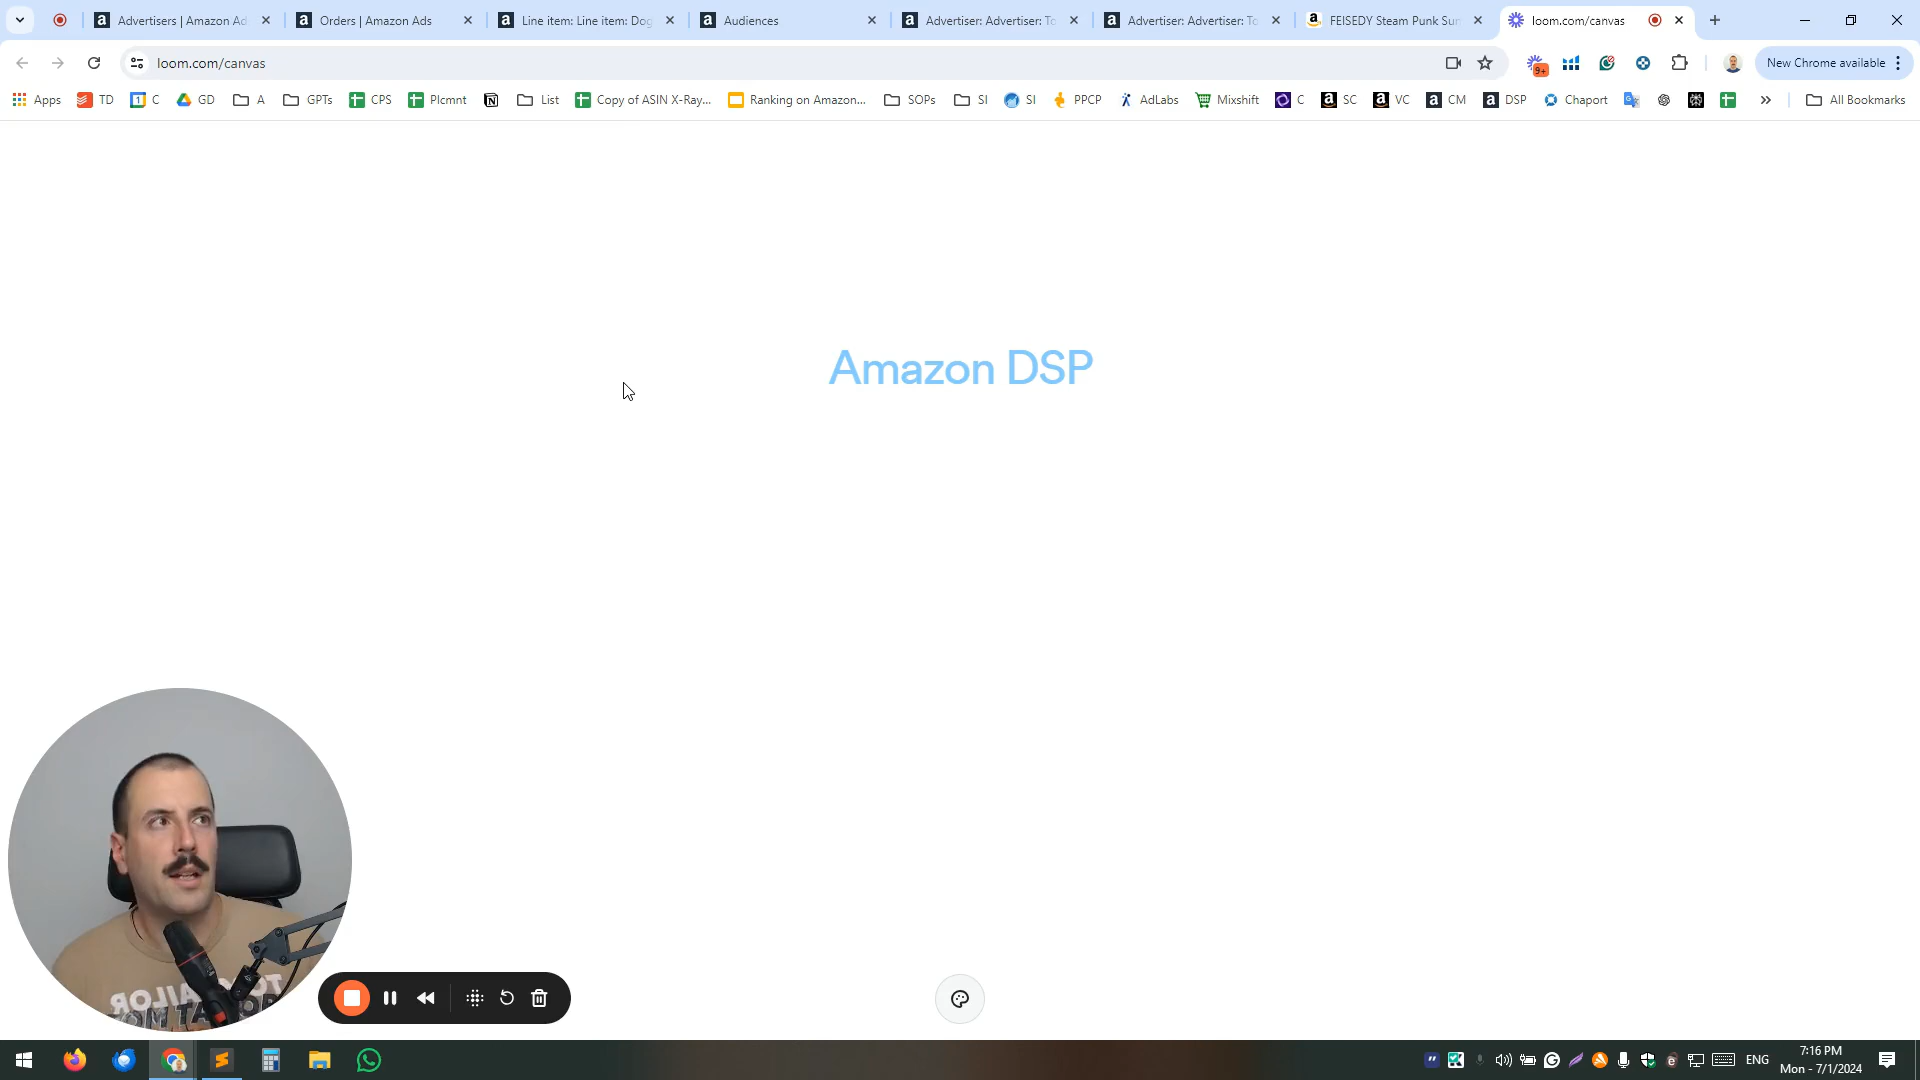 Advertisers | Amazon Ad
Orders | Amazon Ads
Line item: Line item: Dog
Audiences
Advertiser: Advertiser: To
Advertiser: Advertiser: To
FEISEDY Steam Punk Sun
loom.com/canvas
loom.com/canvas
9+
New Chrome available
Apps
TD
C
GD
A
GPTs
CPS
Plcmnt
List
Copy of ASIN X-Ray...
Ranking on Amazon...
SOPs
SI
SI
PPCP
AdLabs
Mixshift
C
SC
VC
CM
DSP
Chaport
All Bookmarks
Amazon DSP
ENG
7:16 PM
Mon - 7/1/2024